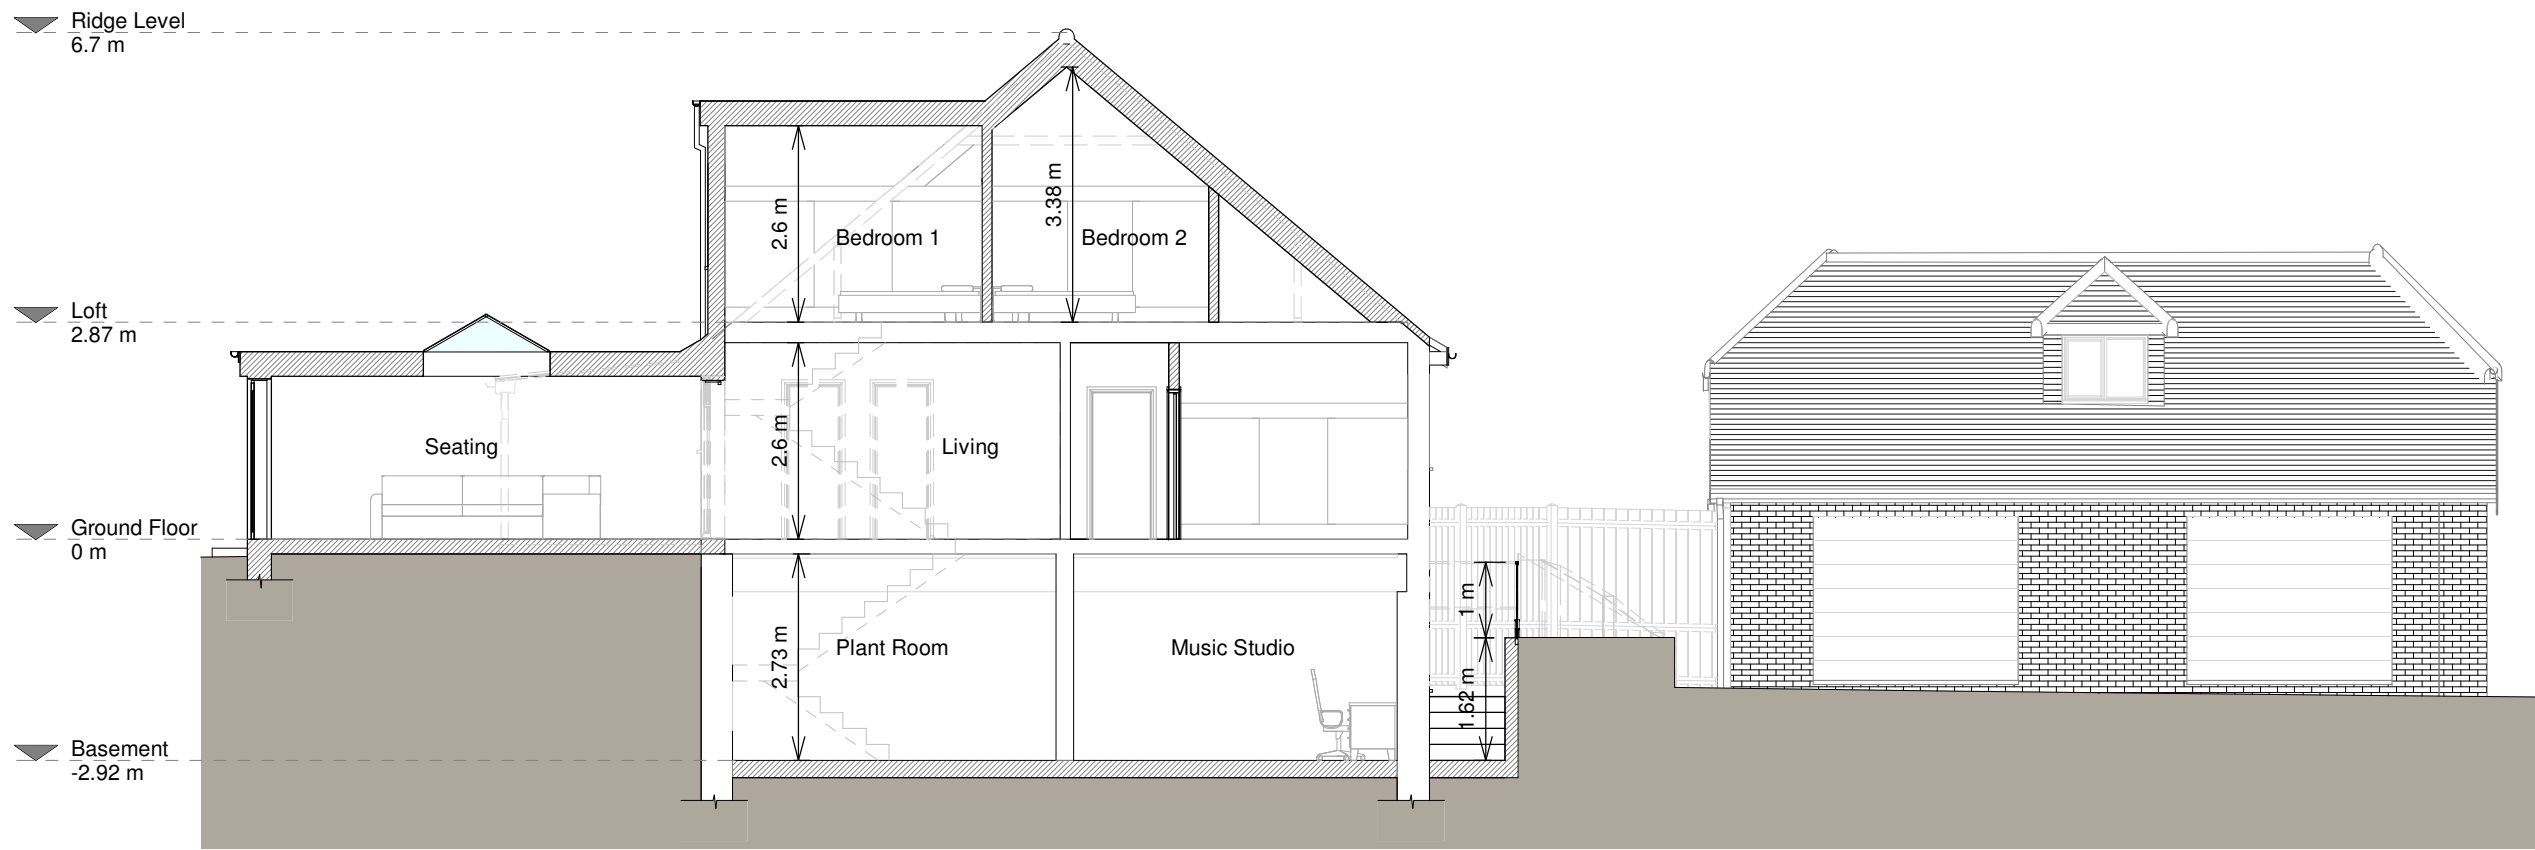 Ridge Level
6.7 m
Loft
2.87 m
Ground Floor
0 m
Basement
-2.92 m
2.6 m
Bedroom 1
3.38 m
Bedroom 2
Seating
2.6 m
Living
2.73 m
Plant Room
Music Studio
1 m
1.62 m